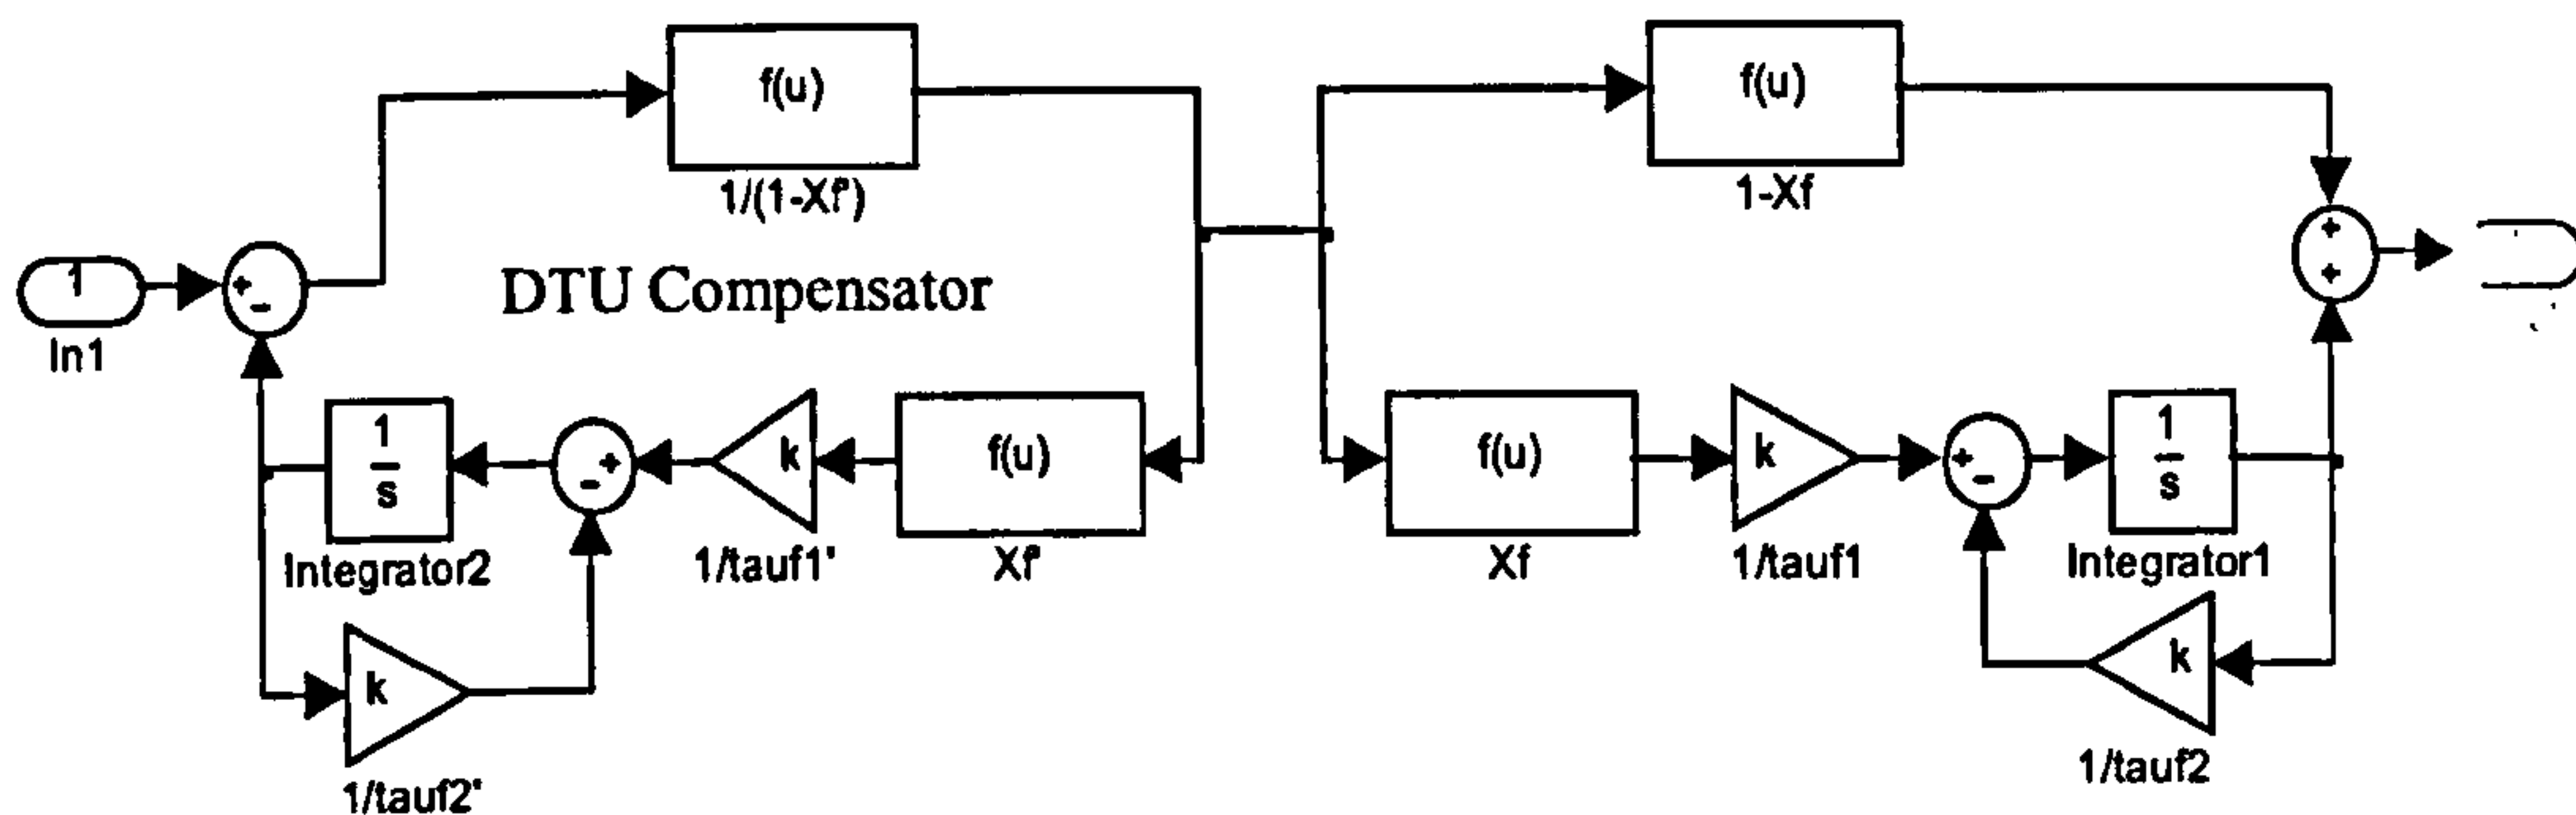 f(u)
1/(1-Xf')
f(u)
1-Xf
1
In1
+
-
DTU Compensator
+
+
1
s
Integrator2
+
-
k
1/tauf1'
f(u)
Xf'
f(u)
Xf
k
1/tauf1
+
-
1
s
Integrator1
k
1/tauf2'
k
1/tauf2